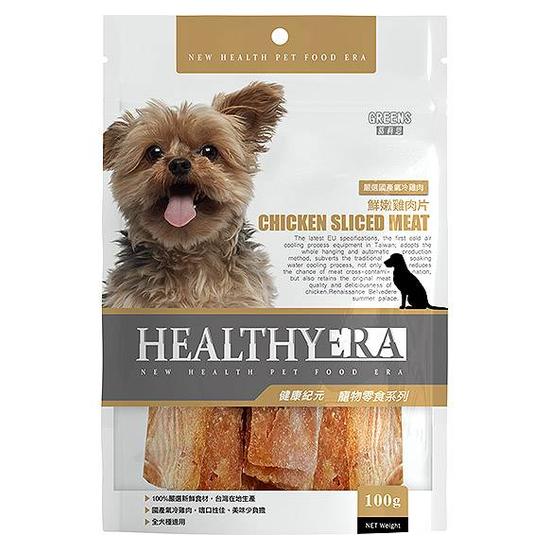 NEW HEALTH PET FOOD ERA
GREENS
嚴選國產氣冷雞肉
鮮嫩雞肉片
CHICKEN SLICED MEAT
The latest EU specifications, the first cold air
cooling process equipment in Taiwan; adopts the
whole hanging and automatic production
method, subverts the traditional soaking
water cooling process, not only reduces
the chance of meat cross-contami- nation,
but also retains the original meat
quality and deliciousness of
chicken.Renaissance Belvedere
summer palace.
HEALTHYERA
NEW HEALTH PET FOOD ERA
健康紀元 寵物零食系列
•100%嚴選新鮮食材，台灣在地生產
•國產氣冷雞肉，嗜口性佳、美味少負擔
•全犬種適用
100g
NET Weight